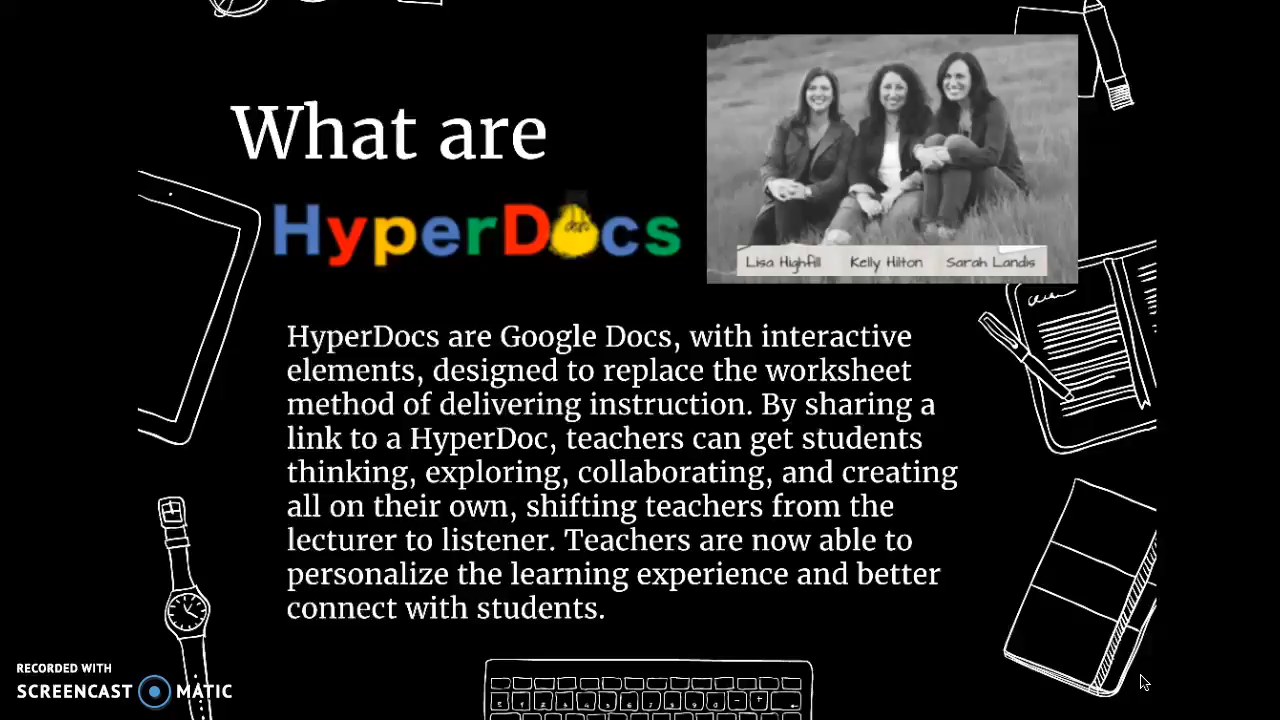 What are
HyperDocs
Lisa Highfill Kelly Hilton Sarah Landis
HyperDocs are Google Docs, with interactive
elements, designed to replace the worksheet
method of delivering instruction. By sharing a
link to a HyperDoc, teachers can get students
thinking, exploring, collaborating, and creating
all on their own, shifting teachers from the
lecturer to listener. Teachers are now able to
personalize the learning experience and better
connect with students.
RECORDED WITH
SCREENCAST MATIC